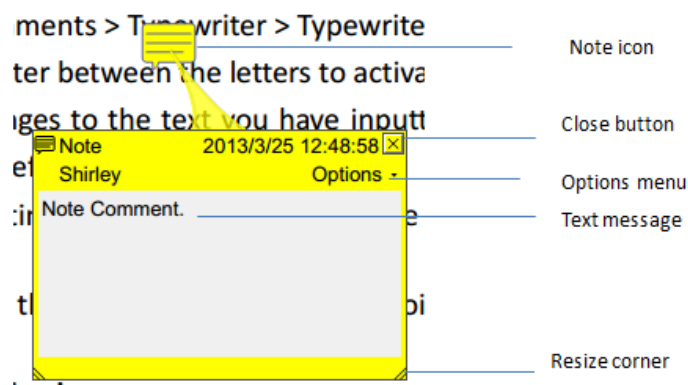 ments > Typewriter > Typewrite
Note icon
ter between the letters to activa
ges to the text you have inputt
Close button
Note 2013/3/25 12:48:58
Shirley Options
Options menu
Note Comment.
Text message
Resize corner